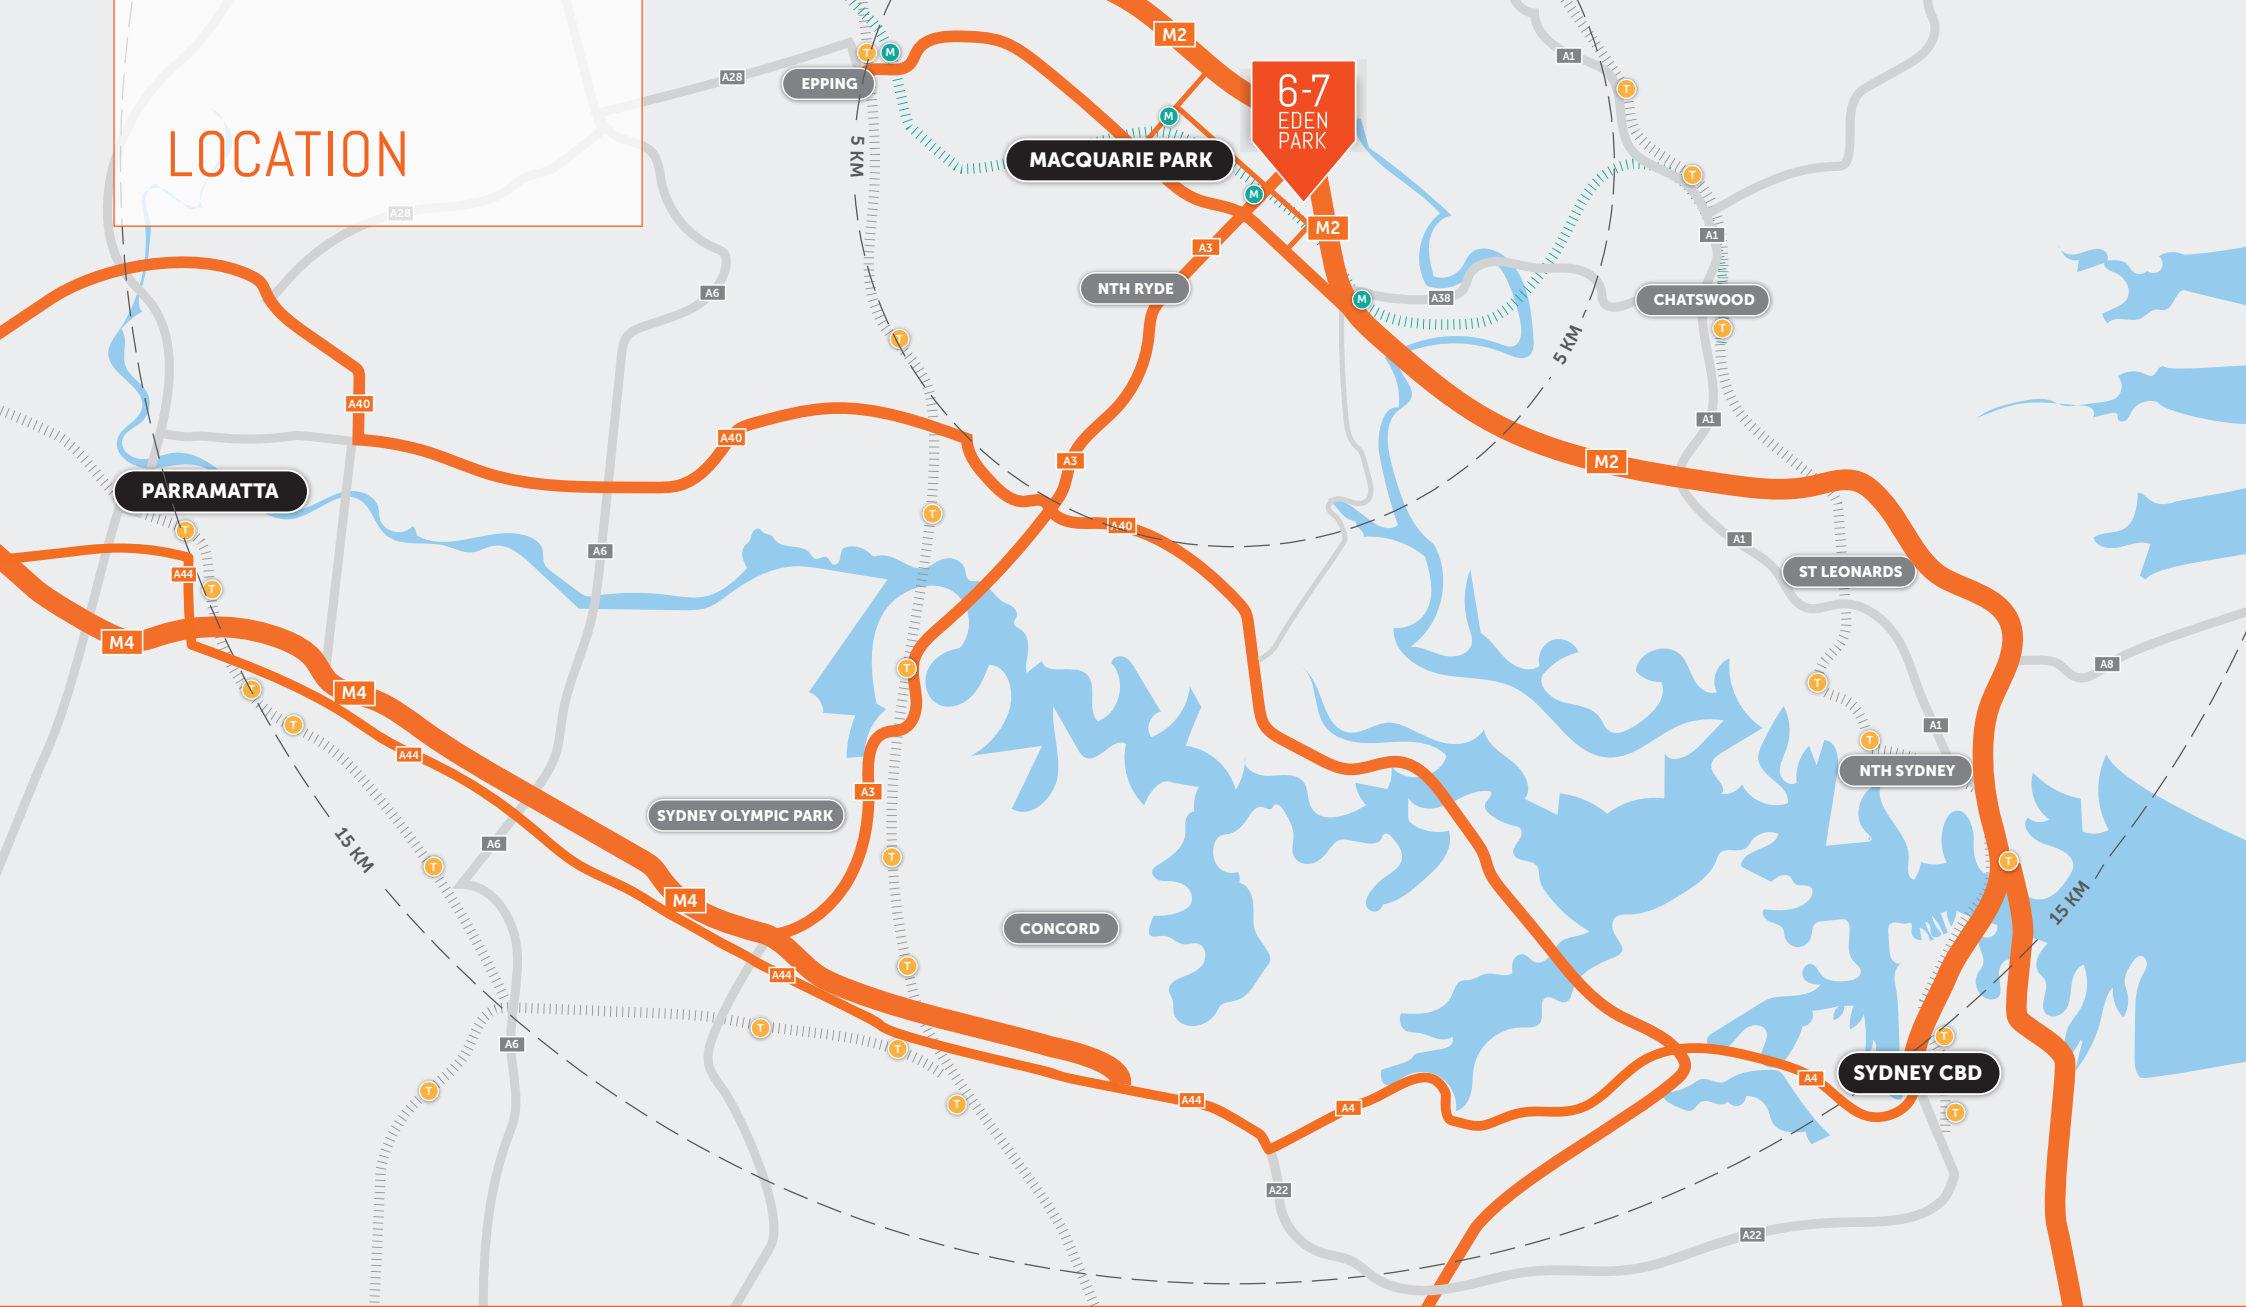 M2
A1
T
M
A28
EPPING
6-7
EDEN
PARK
T
M
LOCATION
5 KM
MACQUARIE PARK
T
M
A28
M2
A1
A3
NTH RYDE
A6
M
A38
CHATSWOOD
T
T
5 KM
A40
A1
A40
A3
M2
PARRAMATTA
T
T
A40
A1
A6
A44
T
ST LEONARDS
M4
T
A8
T
T
M4
T
A1
T
A44
NTH SYDNEY
A3
SYDNEY OLYMPIC PARK
15 KM
A6
T
T
T
M4
15 KM
CONCORD
T
A44
T
T
A6
T
SYDNEY CBD
A4
T
A44
T
A4
T
A22
A22